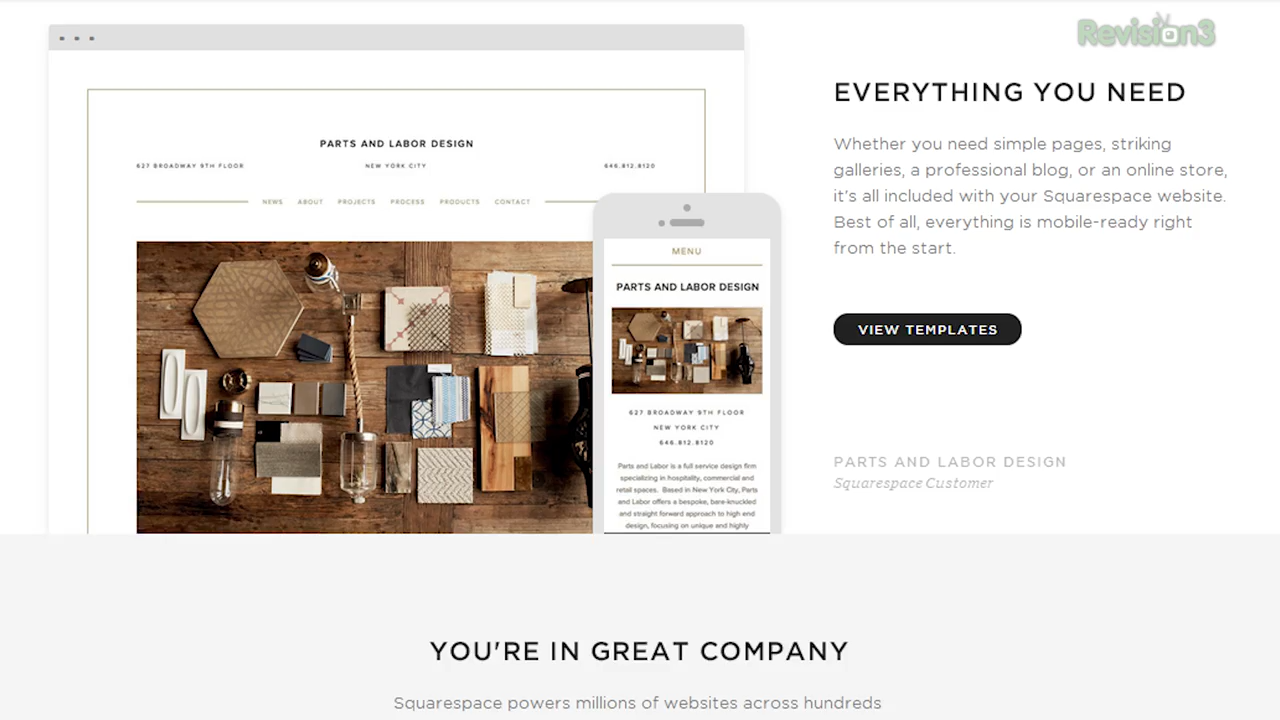 Revision3
PARTS AND LABOR DESIGN
627 BROADWAY 9TH FLOOR NEW YORK CITY 646.812.8120
NEWS ABOUT PROJECTS PROCESS PRODUCTS CONTACT
MENU
PARTS AND LABOR DESIGN
627 BROADWAY 9TH FLOOR
NEW YORK CITY
646.812.8120
Parts and Labor is a full service design firm
specializing in hospitality, commercial and
retail spaces. Based in New York City, Parts
and Labor offers a bespoke, bare-knuckled
and straight forward approach to high end
design, focusing on unique and highly
EVERYTHING YOU NEED
Whether you need simple pages, striking
galleries, a professional blog, or an online store,
it's all included with your Squarespace website.
Best of all, everything is mobile-ready right
from the start.
VIEW TEMPLATES
PARTS AND LABOR DESIGN
Squarespace Customer
YOU'RE IN GREAT COMPANY
Squarespace powers millions of websites across hundreds